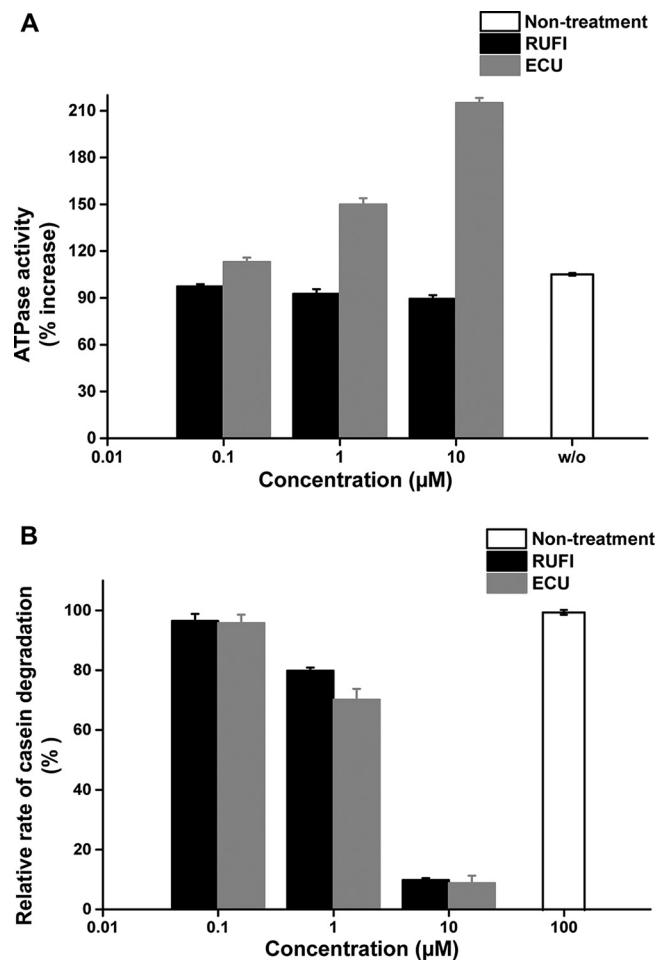 A
Non-treatment
RUFI
ECU
ATPase activity
(% increase)
210
180
150
120
90
60
30
0
0.01 0.1 1 10 w/o
Concentration (µM)
B
Non-treatment
RUFI
ECU
Relative rate of casein degradation
(% )
100
80
60
40
20
0
0.01 0.1 1 10 100
Concentration (µM)